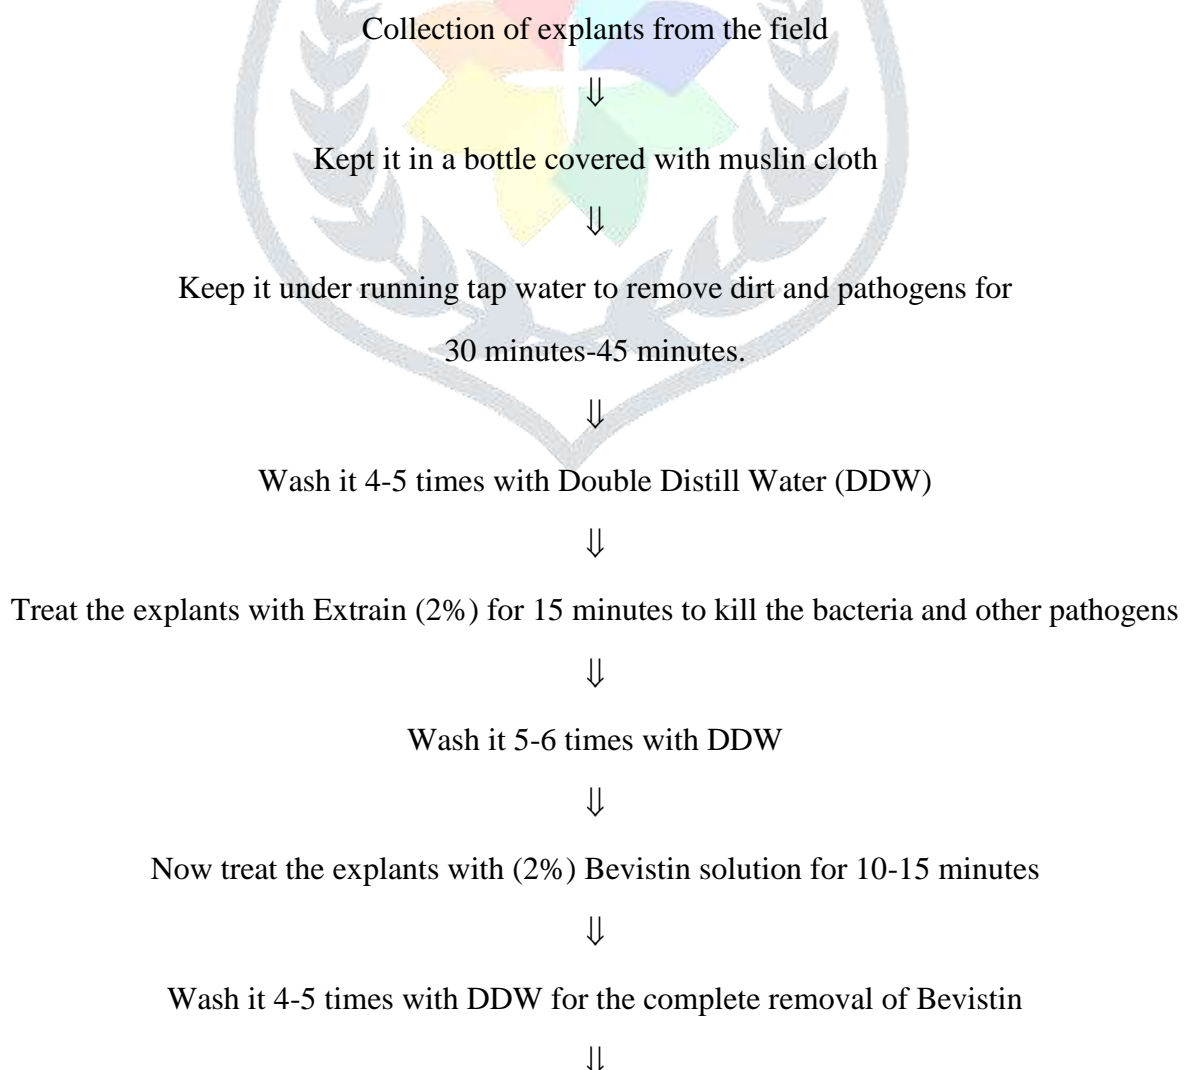 Collection of explants from the field
⇓
Kept it in a bottle covered with muslin cloth
⇓
Keep it under running tap water to remove dirt and pathogens for
30 minutes-45 minutes.
⇓
Wash it 4-5 times with Double Distill Water (DDW)
⇓
Treat the explants with Extrain (2%) for 15 minutes to kill the bacteria and other pathogens
⇓
Wash it 5-6 times with DDW
⇓
Now treat the explants with (2%) Bevistin solution for 10-15 minutes
⇓
Wash it 4-5 times with DDW for the complete removal of Bevistin
⇓